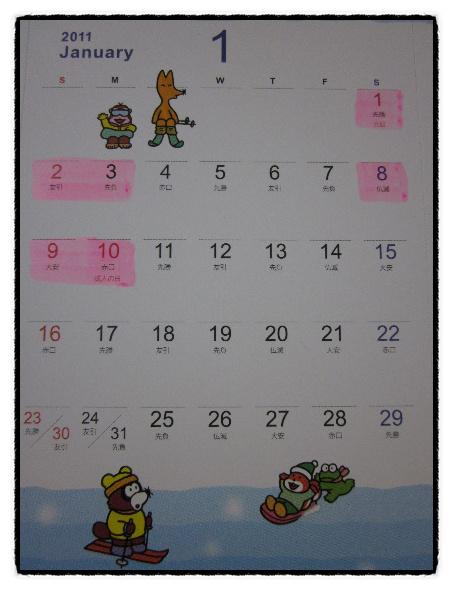 2011
January
1
S M W T F S
1
先勝
元日
2 3 4 5 6 7 8
友引 先負 赤口 先勝 友引 先負 仏滅
9 10 11 12 13 14 15
大安 赤口 先勝 友引 先負 仏滅 大安
成人の日
16 17 18 19 20 21 22
赤口 先勝 友引 先負 仏滅 大安 赤口
23 24 25 26 27 28 29
先勝 友引 先負 仏滅 大安 赤口 先勝
30 31
友引 先負